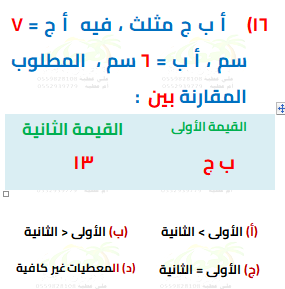 ١٦) أ ب ج مثلث ، فيه أ ج = ٧
سم ، أ ب = ٦ سم ، المطلوب
المقارنة بين :
القيمة الأولى القيمة الثانية
ب ج ١٣
(أ) الأولى > الثانية (ب) الأولى < الثانية
(ج) الأولى = الثانية (د) المعطيات غير كافية